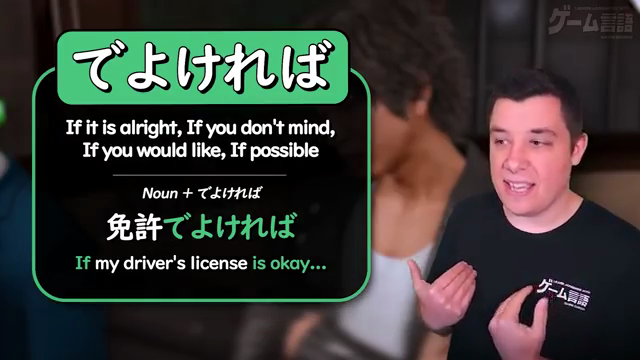 ゲーム言語
でよければ
If it is alright, If you don't mind,
If you would like, If possible
Noun + でよければ
免許でよければ
If my driver's license is okay...
ゲーム言語